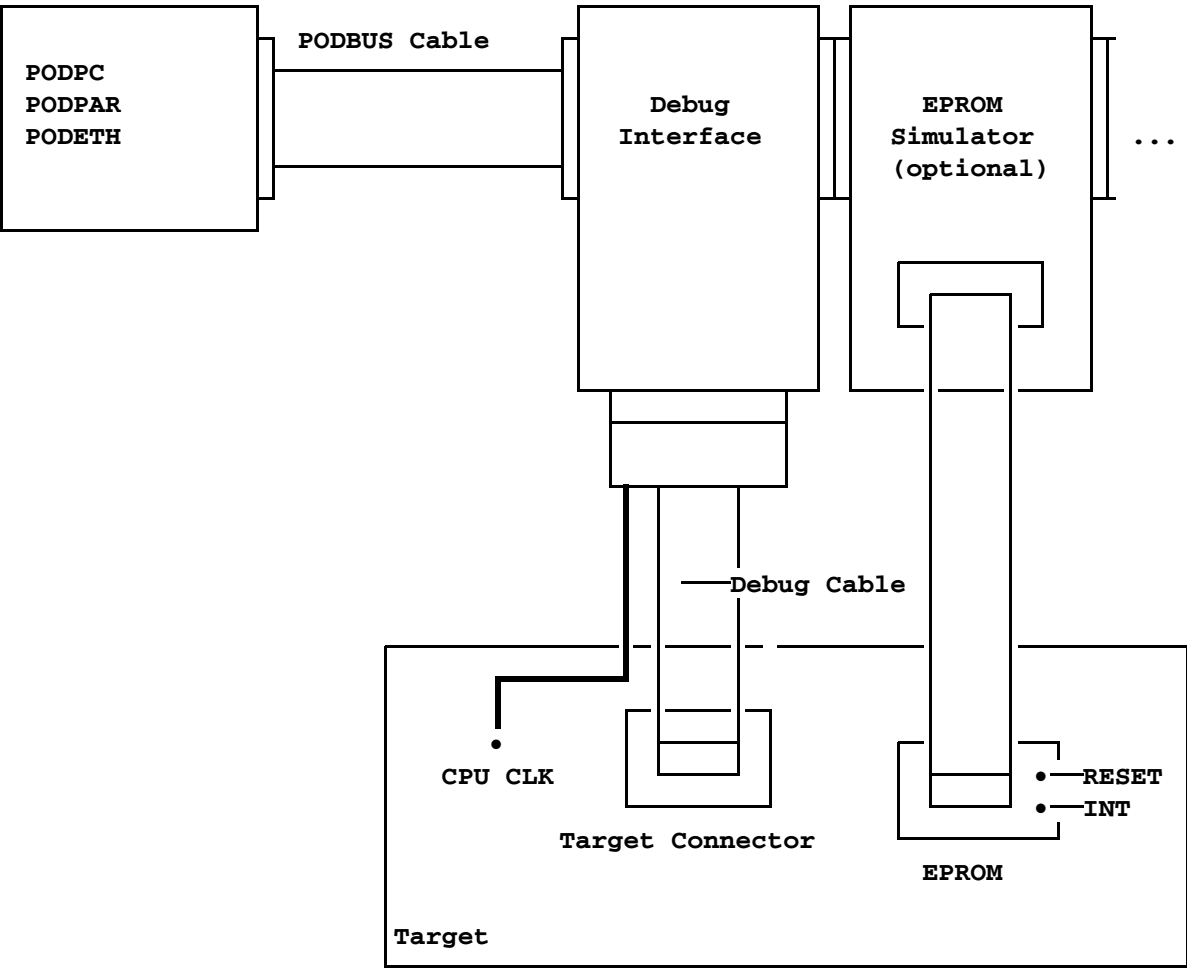 PODBUS Cable
PODPC
PODPAR
PODETH
Debug
Interface
EPROM
Simulator
(optional)
...
Debug Cable
CPU CLK
RESET
INT
Target Connector
EPROM
Target